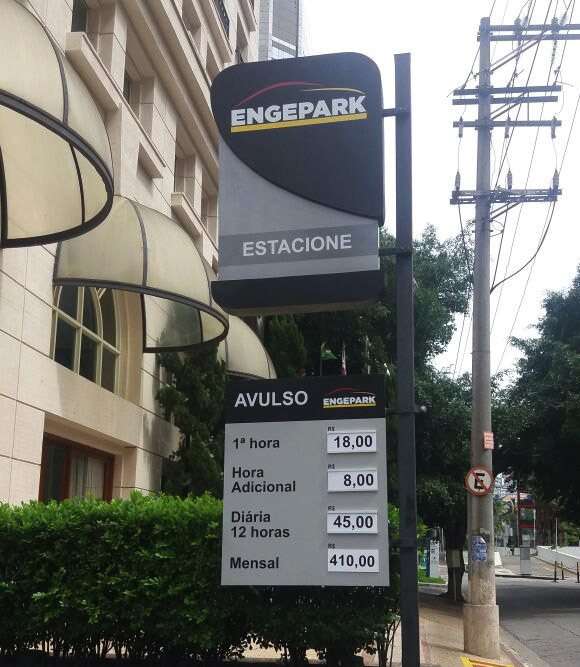 ENGEPARK
ESTACIONE
AVULSO ENGEPARK
1ª hora R$ 18,00
Hora
Adicional R$ 8,00
Diária
12 horas R$ 45,00
Mensal R$ 410,00
E